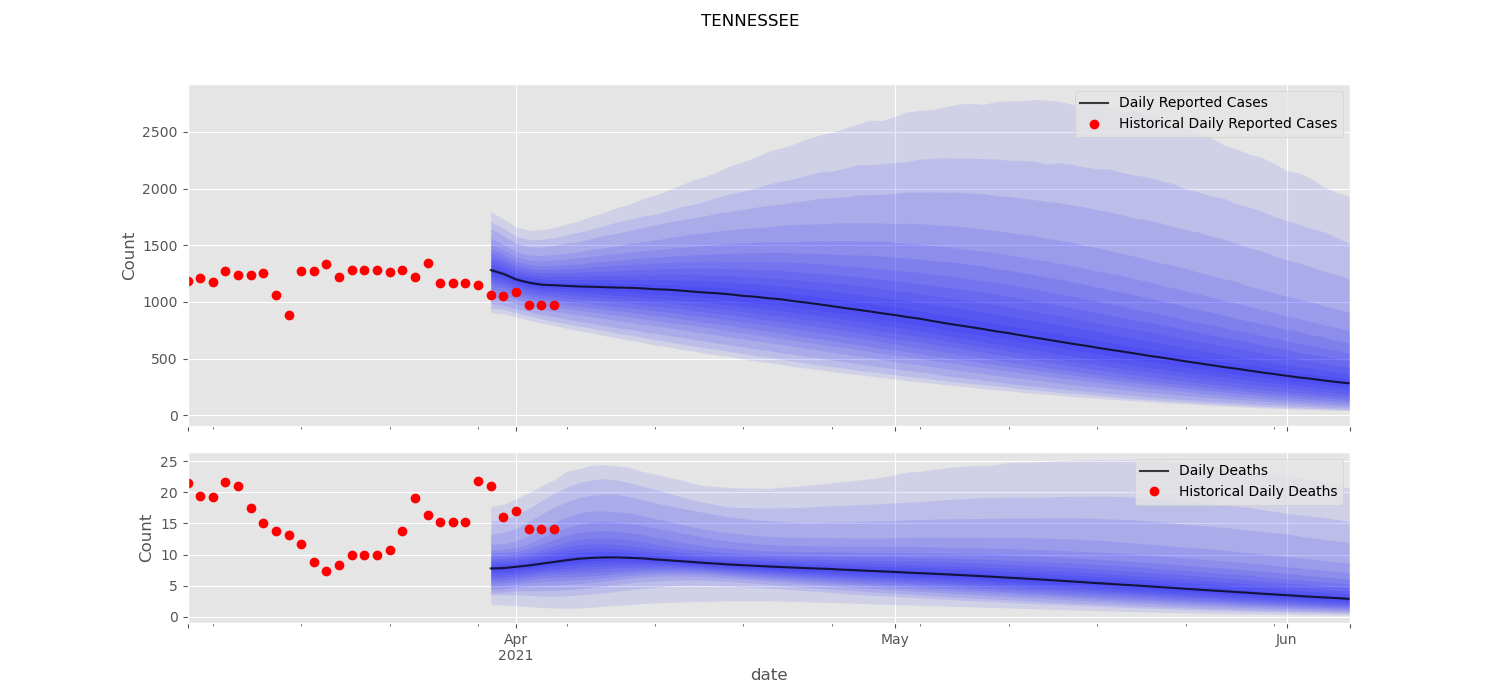 TENNESSEE
Daily Reported Cases
Historical Daily Reported Cases
Count
2500
2000
1500
1000
500
0
Daily Deaths
Historical Daily Deaths
Count
25
20
15
10
5
0
Apr
2021
May
Jun
date